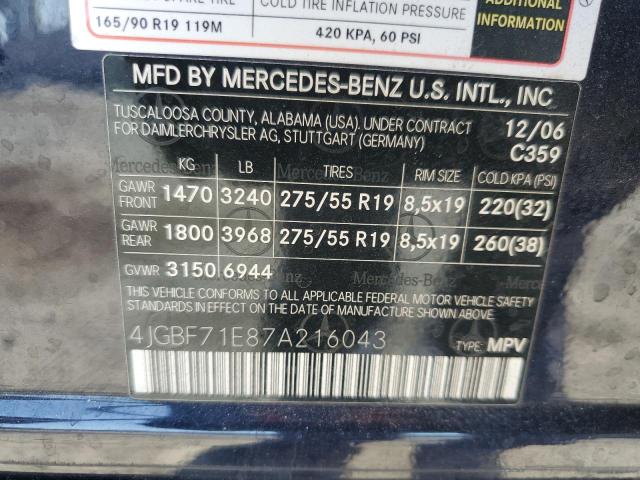 COLD TIRE INFLATION PRESSURE
165/90 R19 119M 420 KPA, 60 PSI
ADDITIONAL
INFORMATION
MFD BY MERCEDES-BENZ U.S. INTL., INC
TUSCALOOSA COUNTY, ALABAMA (USA). UNDER CONTRACT 12/06
FOR DAIMLERCHRYSLER AG, STUTTGART (GERMANY) C359
KG LB TIRES RIM SIZE COLD KPA (PSI)
GAWR FRONT 1470 3240 275/55 R19 8,5x19 220(32)
GAWR REAR 1800 3968 275/55 R19 8,5x19 260(38)
GVWR 3150 6944
THIS VEHICLE CONFORMS TO ALL APPLICABLE FEDERAL MOTOR VEHICLE SAFETY
STANDARDS IN EFFECT ON THE DATE OF MANUFACTURE SHOWN ABOVE.
4JGBF71E87A216043 TYPE: MPV